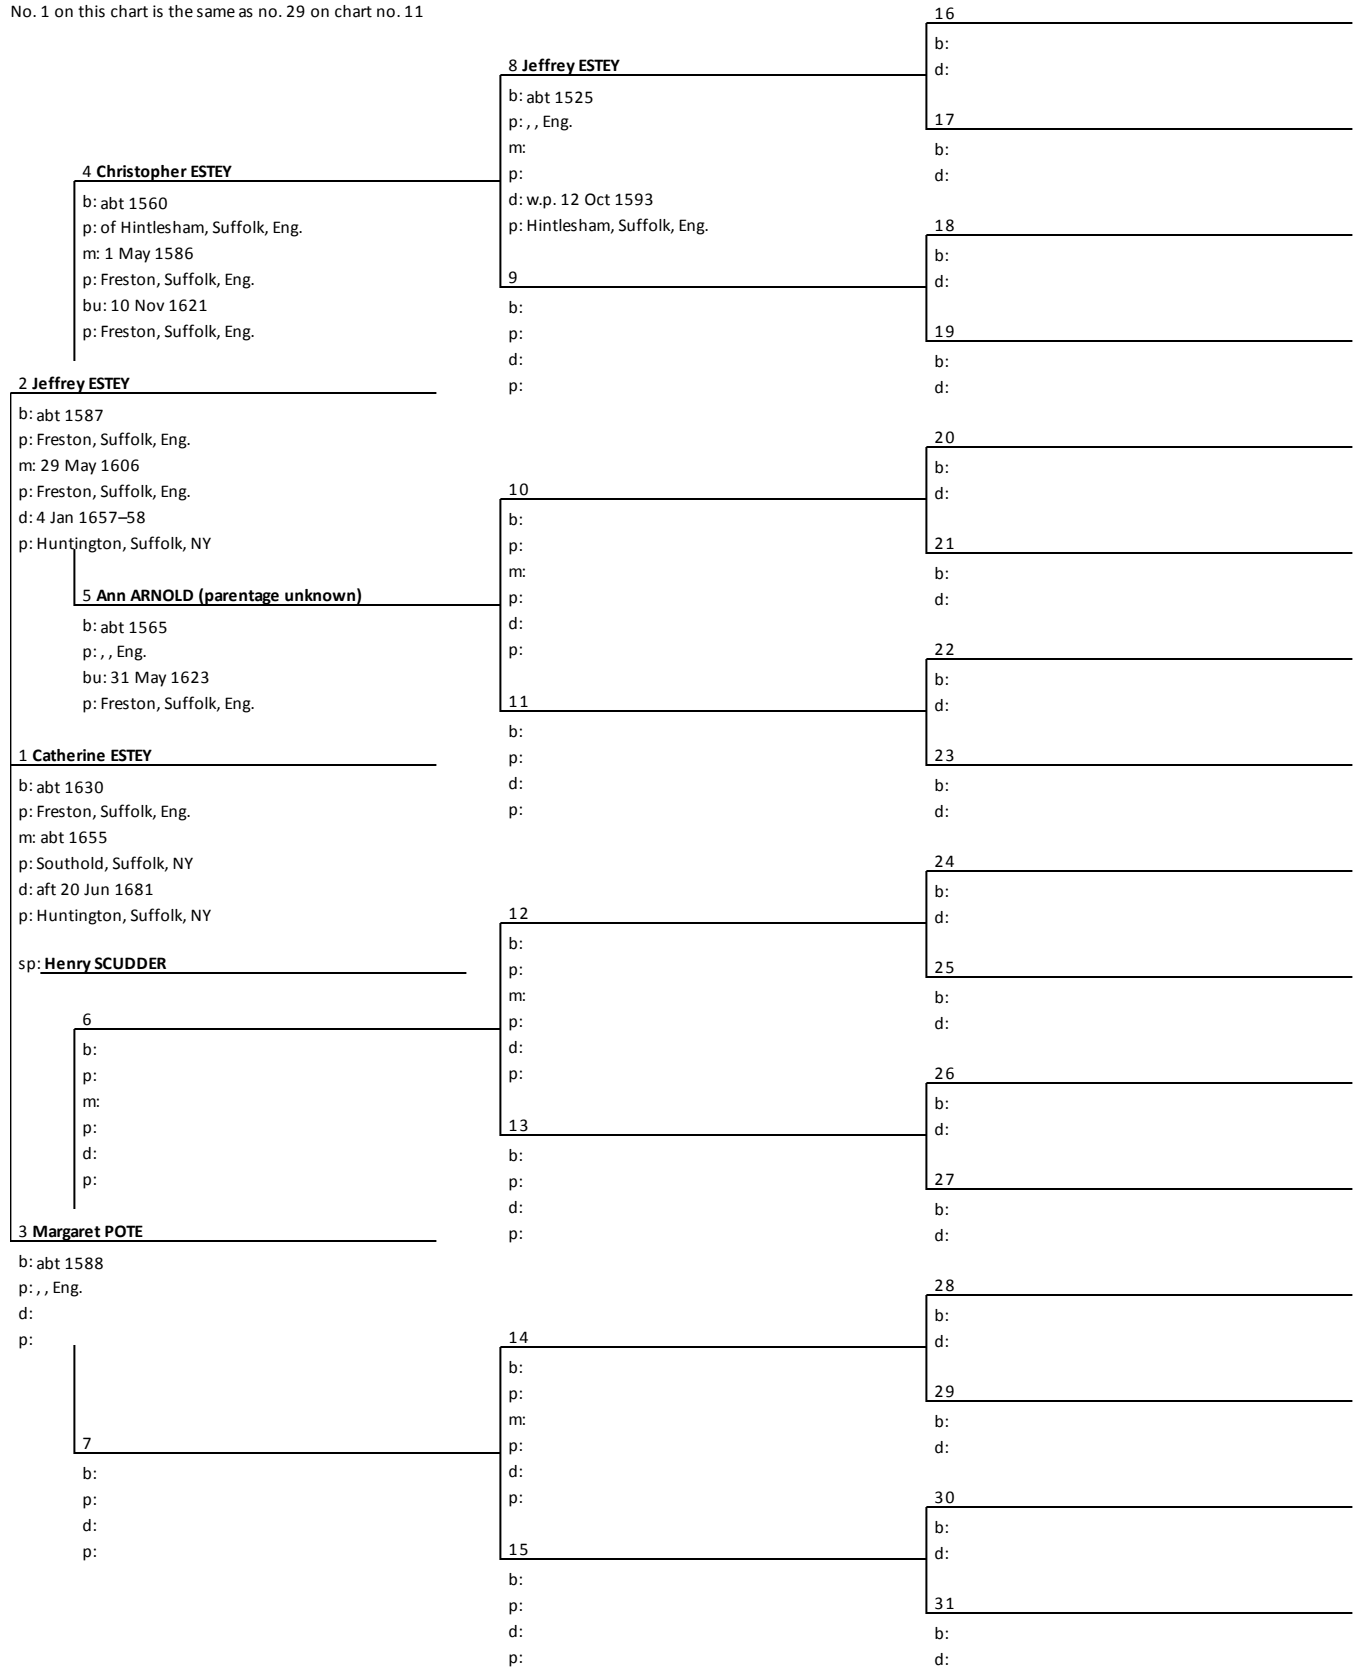 No. 1 on this chart is the same as no. 29 on chart no. 11
16
b:
d:
8 Jeffrey ESTEY
b: abt 1525
p: , , Eng.
m:
p:
d: w.p. 12 Oct 1593
p: Hintlesham, Suffolk, Eng.
17
b:
d:
4 Christopher ESTEY
b: abt 1560
p: of Hintlesham, Suffolk, Eng.
m: 1 May 1586
p: Freston, Suffolk, Eng.
bu: 10 Nov 1621
p: Freston, Suffolk, Eng.
18
b:
d:
9
b:
p:
d:
p:
19
b:
d:
2 Jeffrey ESTEY
b: abt 1587
p: Freston, Suffolk, Eng.
m: 29 May 1606
p: Freston, Suffolk, Eng.
d: 4 Jan 1657–58
p: Huntington, Suffolk, NY
20
b:
d:
10
b:
p:
m:
p:
d:
p:
21
b:
d:
5 Ann ARNOLD (parentage unknown)
b: abt 1565
p: , , Eng.
bu: 31 May 1623
p: Freston, Suffolk, Eng.
22
b:
d:
11
b:
p:
d:
p:
23
b:
d:
1 Catherine ESTEY
b: abt 1630
p: Freston, Suffolk, Eng.
m: abt 1655
p: Southold, Suffolk, NY
d: aft 20 Jun 1681
p: Huntington, Suffolk, NY
sp: Henry SCUDDER
24
b:
d:
12
b:
p:
m:
p:
d:
p:
25
b:
d:
6
b:
p:
m:
p:
d:
p:
26
b:
d:
13
b:
p:
d:
p:
27
b:
d:
3 Margaret POTE
b: abt 1588
p: , , Eng.
d:
p:
28
b:
d:
14
b:
p:
m:
p:
d:
p:
29
b:
d:
7
b:
p:
d:
p:
30
b:
d:
15
b:
p:
d:
p:
31
b:
d: